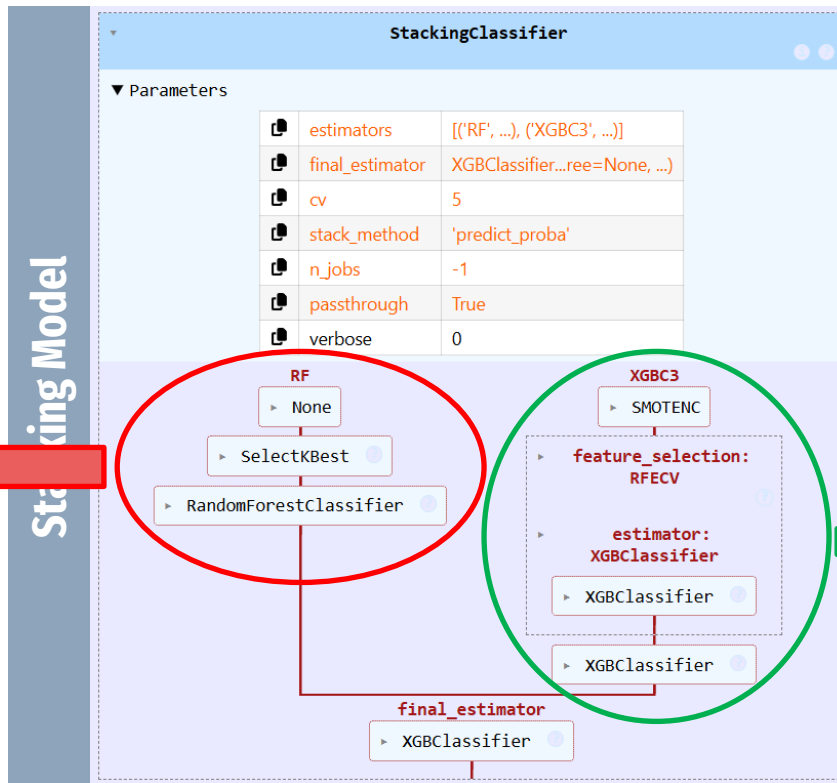 Stacking Model
StackingClassifier
Parameters
estimators [('RF', ...), ('XGBC3', ...)]
final_estimator XGBClassifier...ree=None, ...)
cv 5
stack_method 'predict_proba'
n_jobs -1
passthrough True
verbose 0
RF
None
SelectKBest
RandomForestClassifier
XGBC3
SMOTENC
feature_selection:
RFECV
estimator:
XGBClassifier
XGBClassifier
XGBClassifier
final_estimator
XGBClassifier